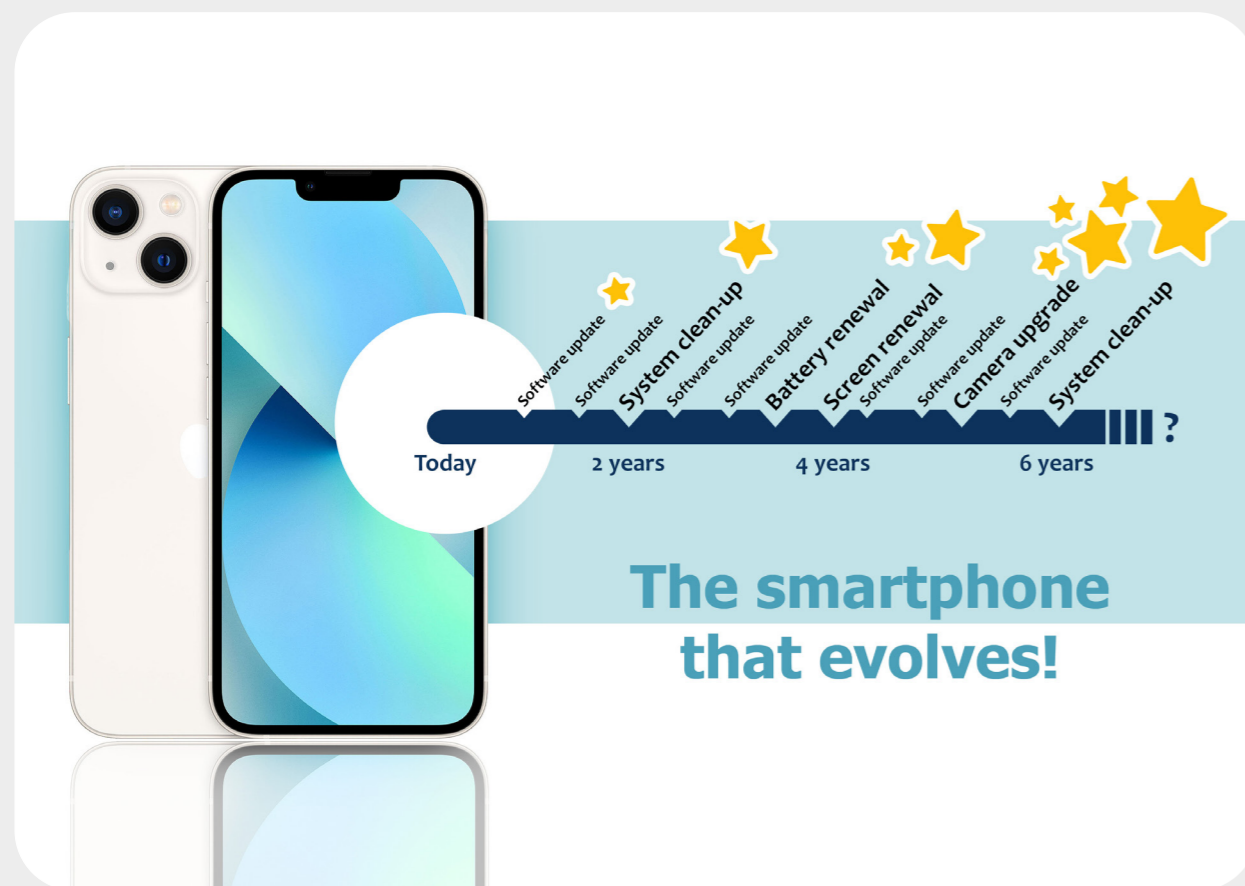 Software update
Software update
System clean-up
Software update
Software update
Battery renewal
Screen renewal
Software update
Software update
Camera upgrade
Software update
System clean-up
?
Today
2 years
4 years
6 years
The smartphone
that evolves!